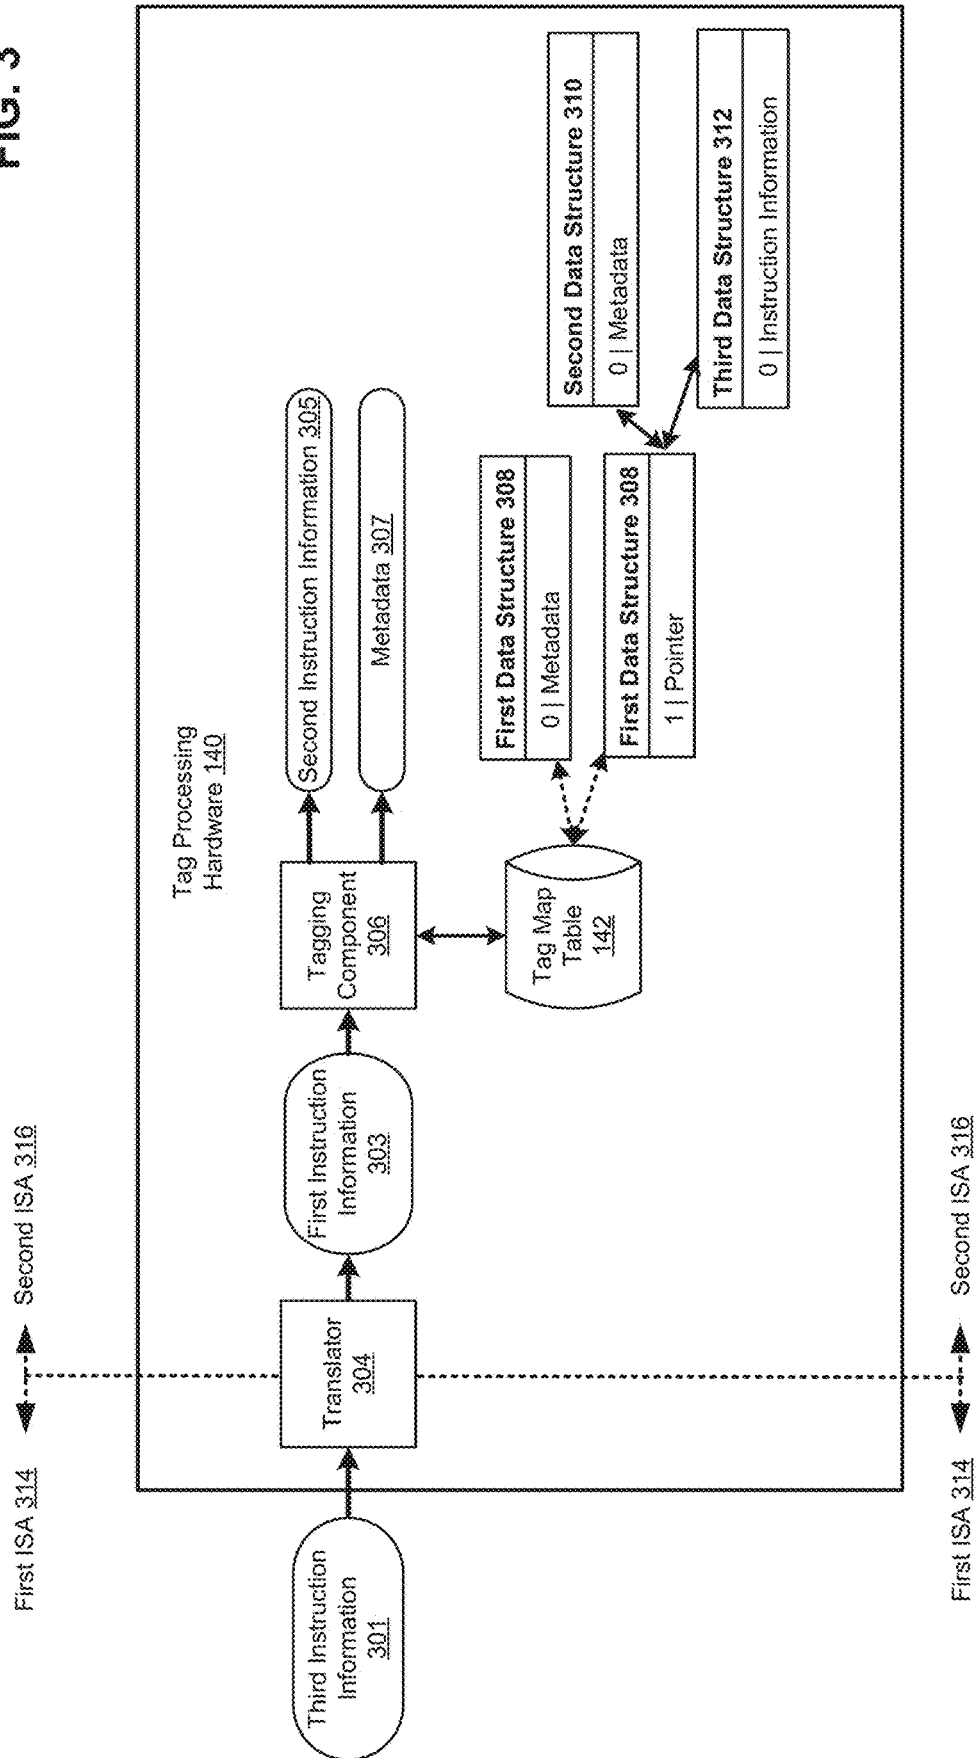 FIG. 3
First ISA 314
Second ISA 316
Tag Processing
Hardware 140
Third Instruction
Information
301
Translator
304
First Instruction
Information
303
Tagging
Component
306
Second Instruction Information 305
Metadata 307
Tag Map
Table
142
First Data Structure 308
0 | Metadata
First Data Structure 308
1 | Pointer
Second Data Structure 310
0 | Metadata
Third Data Structure 312
0 | Instruction Information
First ISA 314
Second ISA 316